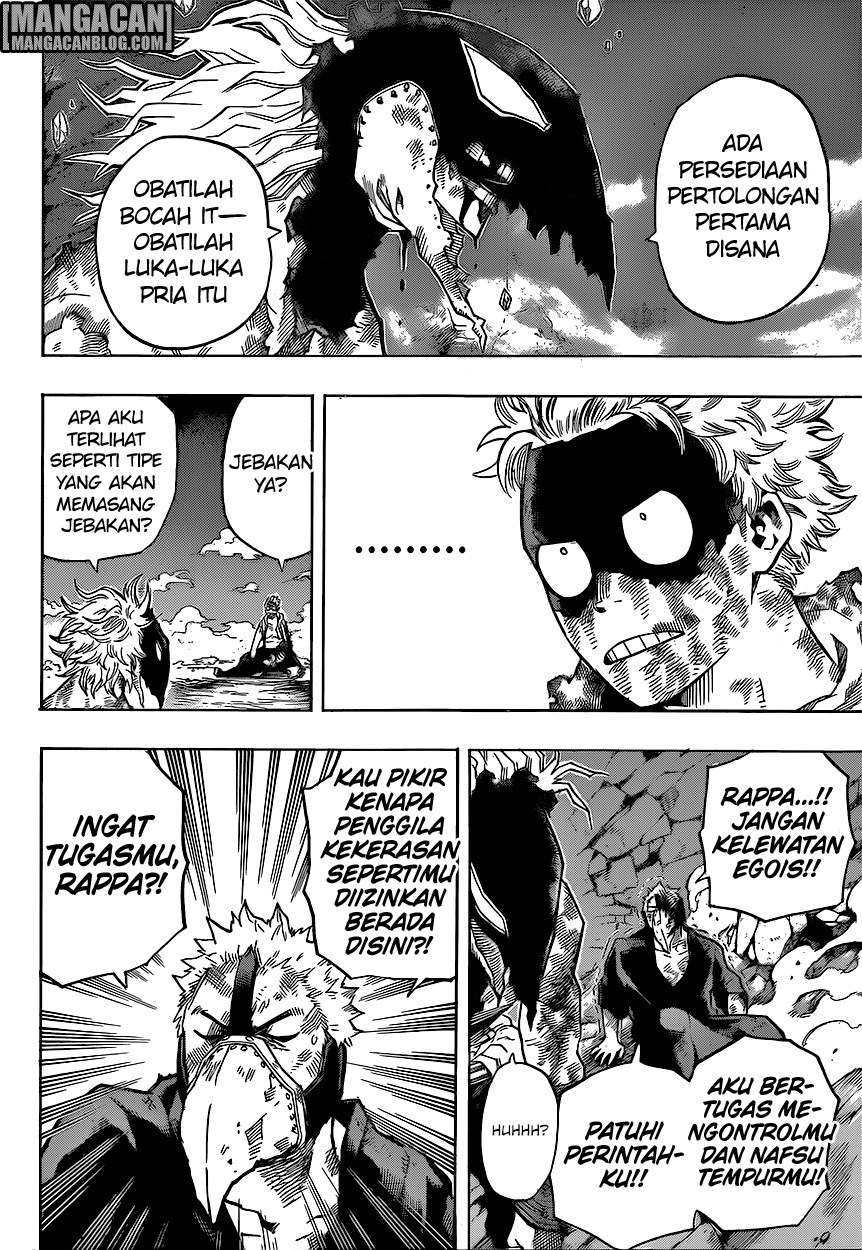 MANGACAN
MANGACANBLOG.COM
ADA
PERSEDIAAN
PERTOLONGAN
PERTAMA
DISANA
OBATILAH
BOCAH IT—
OBATILAH
LUKA-LUKA
PRIA ITU
.........
JEBAKAN
YA?
APA AKU
TERLIHAT
SEPERTI TIPE
YANG AKAN
MEMASANG
JEBAKAN?
RAPPA...!!
JANGAN
KELEWATAN
EGOIS!!
AKU BER-
TUGAS ME-
NGONTROLMU
DAN NAFSU
TEMPURMU!
PATUHI
PERINTAH-
KU!!
HUHHH?
KAU PIKIR
KENAPA
PENGGILA
KEKERASAN
SEPERTIMU
DIIZINKAN
BERADA
DISINI?!
INGAT
TUGASMU,
RAPPA?!